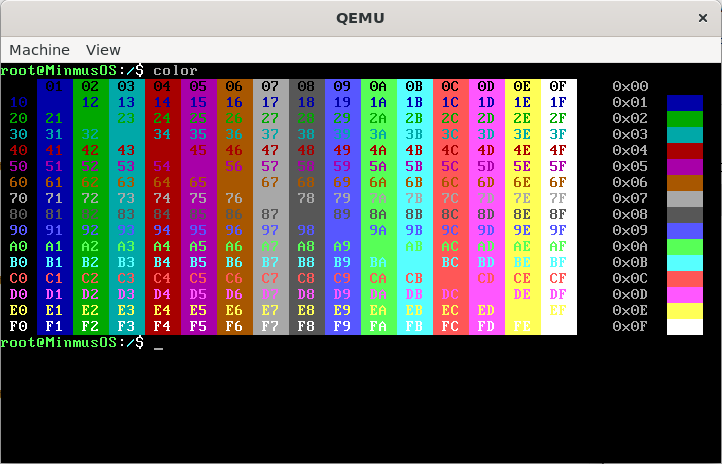 QEMU
Machine View
root@MinmusOS:/$ color
01 02 03 04 05 06 07 08 09 0A 0B 0C 0D 0E 0F 0x00
10 12 13 14 15 16 17 18 19 1A 1B 1C 1D 1E 1F 0x01
20 21 23 24 25 26 27 28 29 2A 2B 2C 2D 2E 2F 0x02
30 31 32 34 35 36 37 38 39 3A 3B 3C 3D 3E 3F 0x03
40 41 42 43 45 46 47 48 49 4A 4B 4C 4D 4E 4F 0x04
50 51 52 53 54 56 57 58 59 5A 5B 5C 5D 5E 5F 0x05
60 61 62 63 64 65 67 68 69 6A 6B 6C 6D 6E 6F 0x06
70 71 72 73 74 75 76 78 79 7A 7B 7C 7D 7E 7F 0x07
80 81 82 83 84 85 86 87 89 8A 8B 8C 8D 8E 8F 0x08
90 91 92 93 94 95 96 97 98 9A 9B 9C 9D 9E 9F 0x09
A0 A1 A2 A3 A4 A5 A6 A7 A8 A9 AB AC AD AE AF 0x0A
B0 B1 B2 B3 B4 B5 B6 B7 B8 B9 BA BC BD BE BF 0x0B
C0 C1 C2 C3 C4 C5 C6 C7 C8 C9 CA CB CD CE CF 0x0C
D0 D1 D2 D3 D4 D5 D6 D7 D8 D9 DA DB DC DE DF 0x0D
E0 E1 E2 E3 E4 E5 E6 E7 E8 E9 EA EB EC ED EF 0x0E
F0 F1 F2 F3 F4 F5 F6 F7 F8 F9 FA FB FC FD FE 0x0F
root@MinmusOS:/$ _